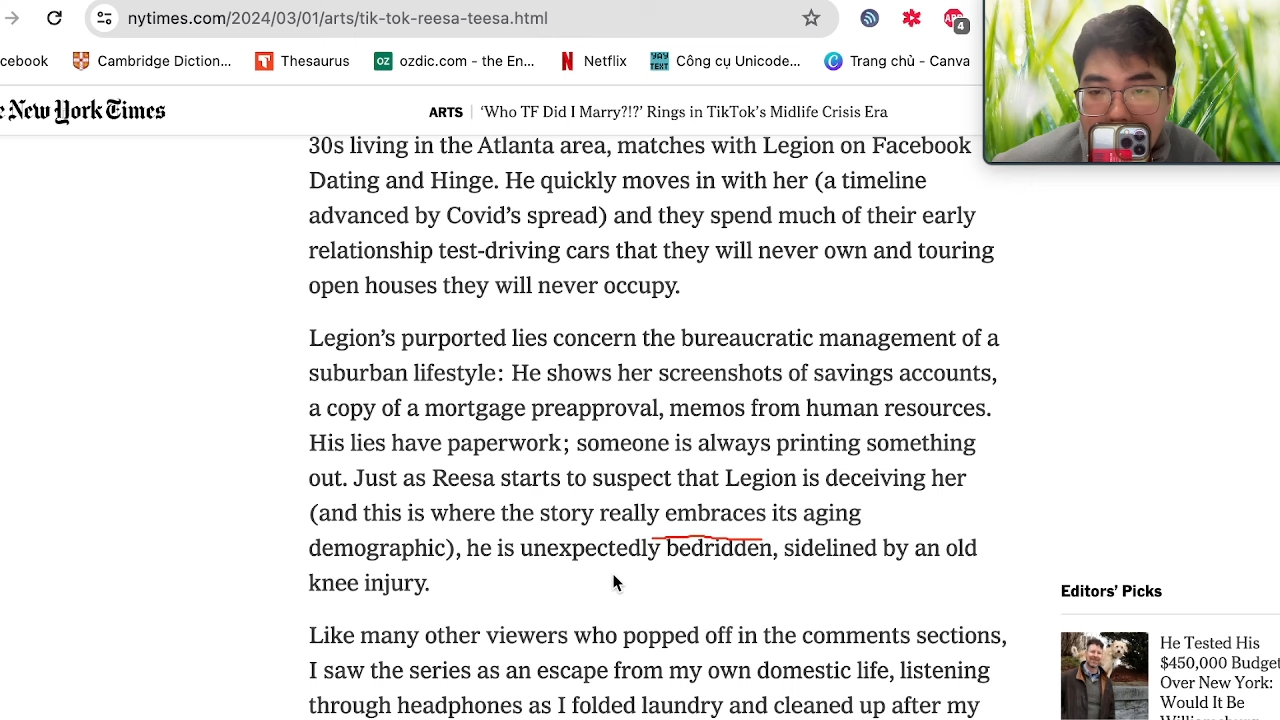 nytimes.com/2024/03/01/arts/tik-tok-reesa-teesa.html
4
cebook
Cambridge Diction...
Thesaurus
OZ ozdic.com - the En...
Netflix
YAY TEXT Công cụ Unicode...
Trang chủ - Canva
New York Times
ARTS | ‘Who TF Did I Marry?!?’ Rings in TikTok’s Midlife Crisis Era
30s living in the Atlanta area, matches with Legion on Facebook
Dating and Hinge. He quickly moves in with her (a timeline
advanced by Covid’s spread) and they spend much of their early
relationship test-driving cars that they will never own and touring
open houses they will never occupy.
Legion’s purported lies concern the bureaucratic management of a
suburban lifestyle: He shows her screenshots of savings accounts,
a copy of a mortgage preapproval, memos from human resources.
His lies have paperwork; someone is always printing something
out. Just as Reesa starts to suspect that Legion is deceiving her
(and this is where the story really embraces its aging
demographic), he is unexpectedly bedridden, sidelined by an old
knee injury.
Like many other viewers who popped off in the comments sections,
I saw the series as an escape from my own domestic life, listening
through headphones as I folded laundry and cleaned up after my
Editors’ Picks
He Tested His
$450,000 Budget
Over New York:
Would It Be